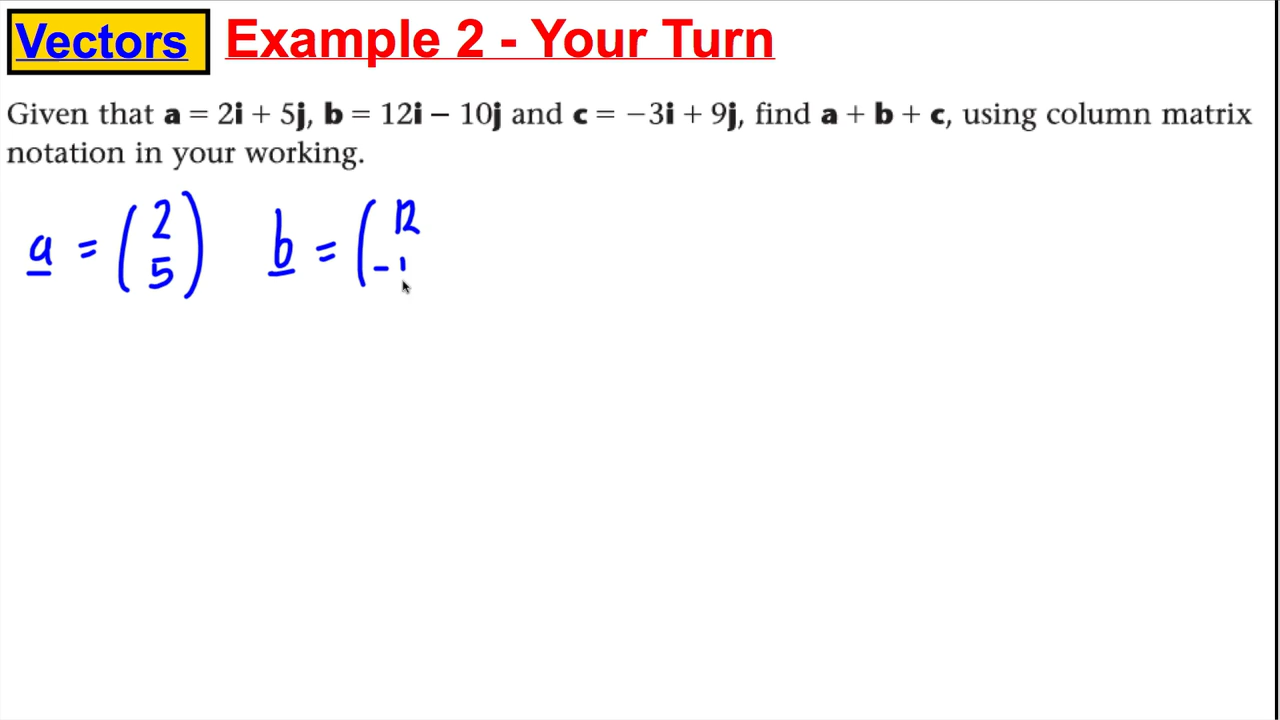 Vectors Example 2 - Your Turn
Given that a = 2i + 5j, b = 12i − 10j and c = −3i + 9j, find a + b + c, using column matrix
notation in your working.
a = ( 2 5 ) b = ( 12 -1